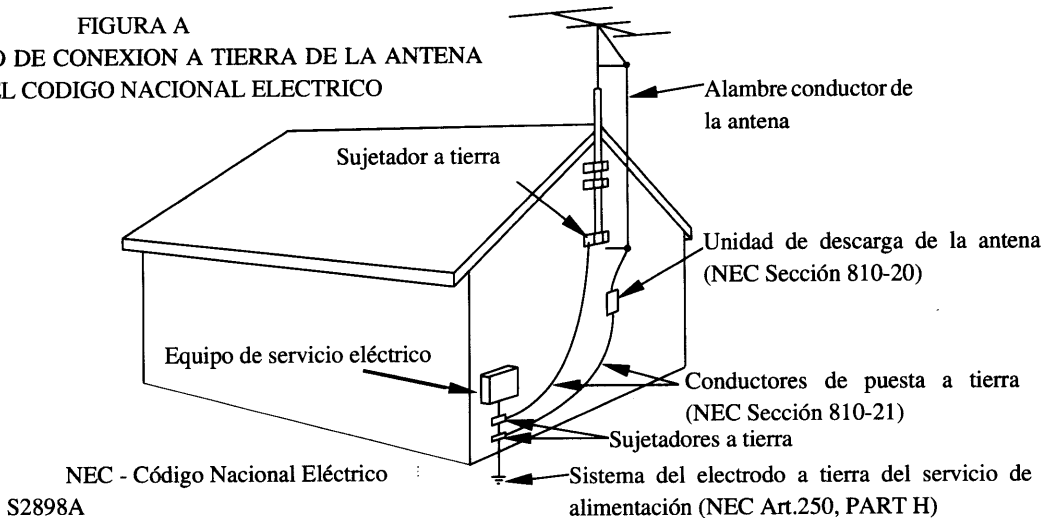 FIGURA A
O DE CONEXION A TIERRA DE LA ANTENA
EL CODIGO NACIONAL ELECTRICO
Alambre conductor de
la antena
Sujetador a tierra
Unidad de descarga de la antena
(NEC Sección 810-20)
Equipo de servicio eléctrico
Conductores de puesta a tierra
(NEC Sección 810-21)
Sujetadores a tierra
NEC - Código Nacional Eléctrico
Sistema del electrodo a tierra del servicio de
alimentación (NEC Art.250, PART H)
S2898A